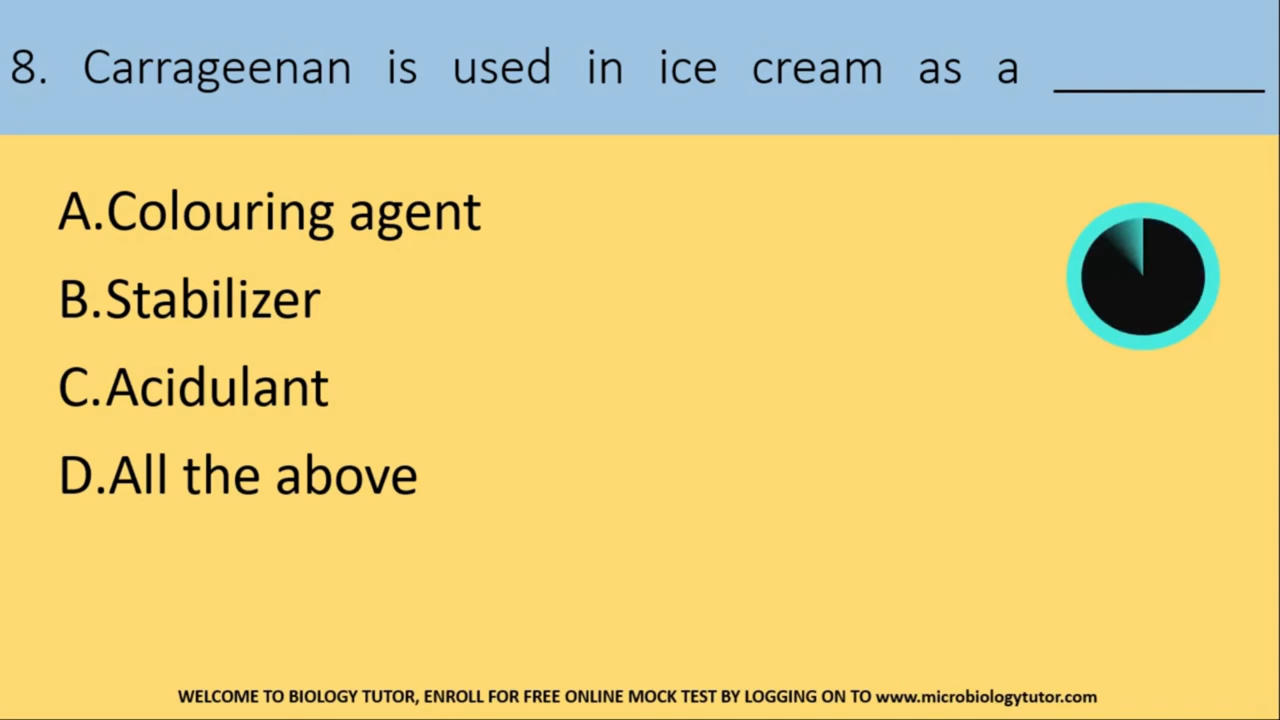 8. Carrageenan is used in ice cream as a ________
A.Colouring agent
B.Stabilizer
C.Acidulant
D.All the above
WELCOME TO BIOLOGY TUTOR, ENROLL FOR FREE ONLINE MOCK TEST BY LOGGING ON TO www.microbiologytutor.com